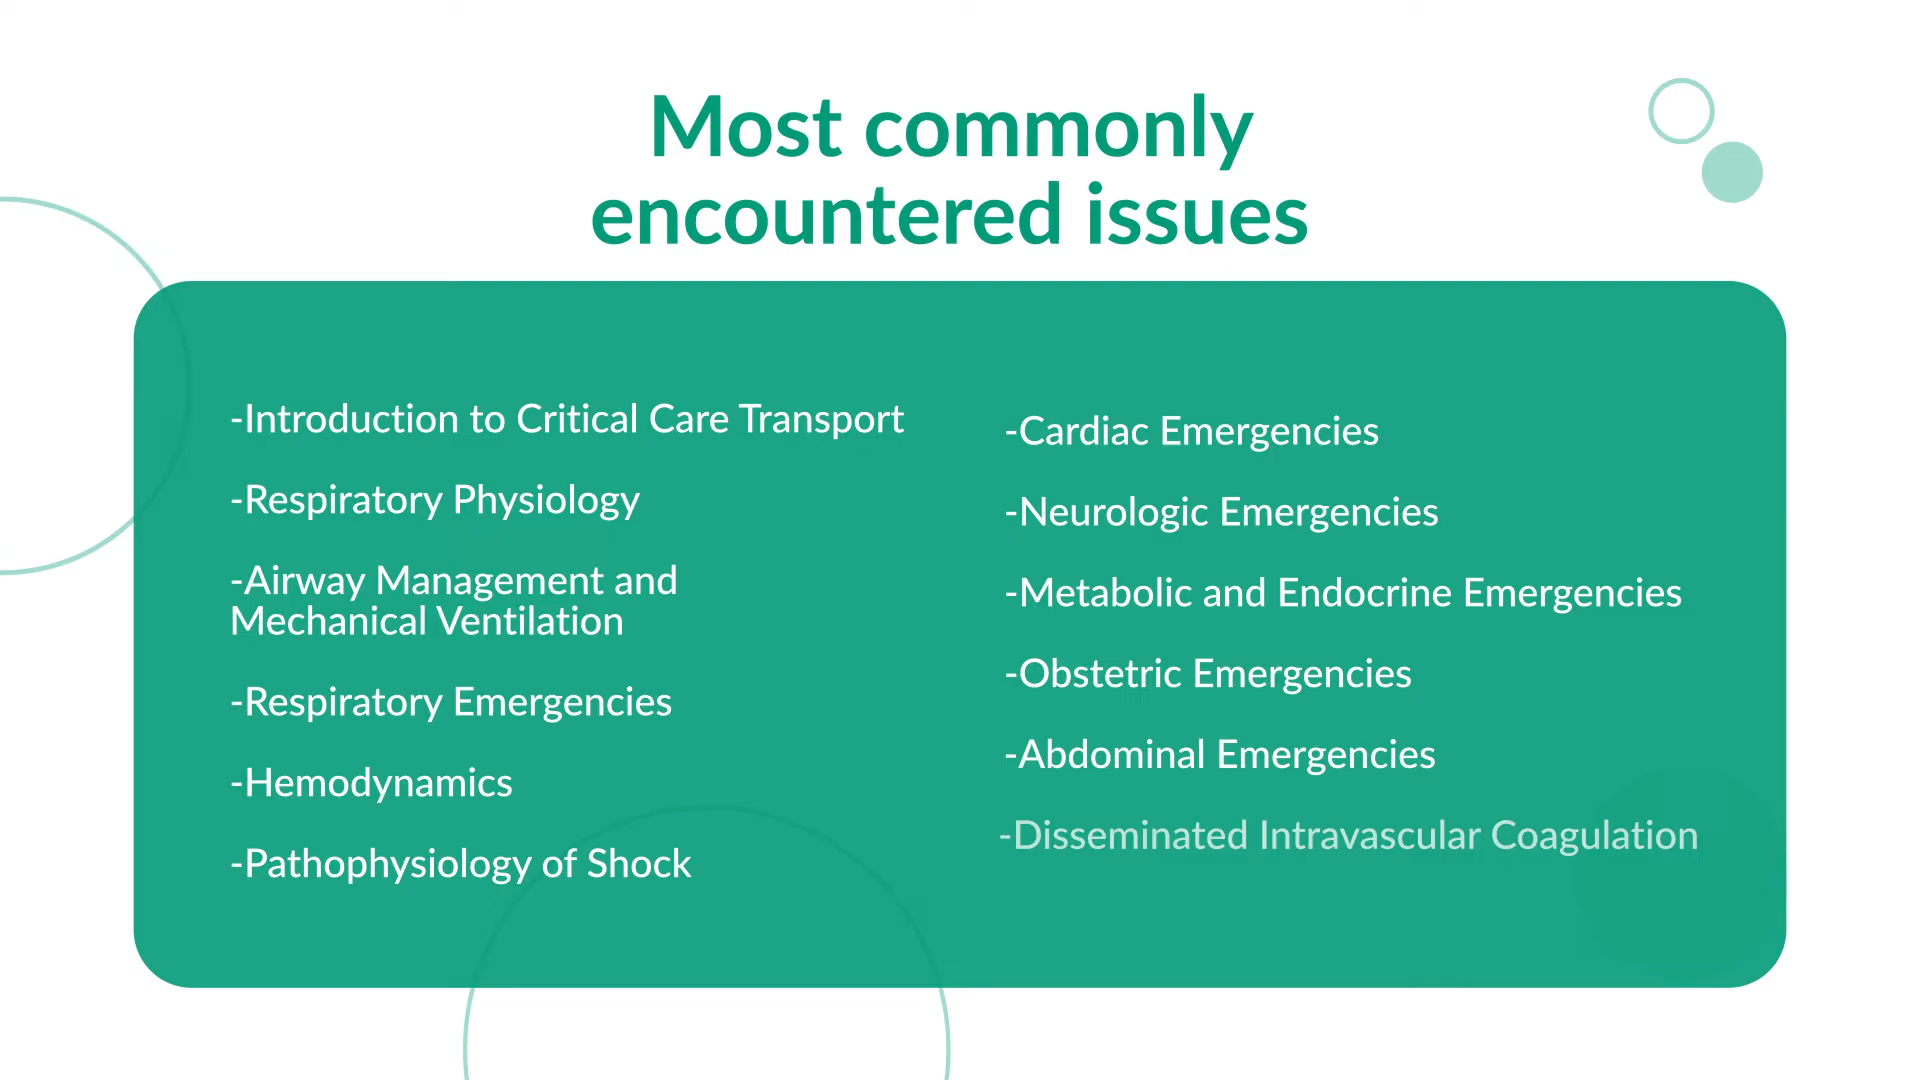 Most commonly
encountered issues
-Introduction to Critical Care Transport
-Respiratory Physiology
-Airway Management and
Mechanical Ventilation
-Respiratory Emergencies
-Hemodynamics
-Pathophysiology of Shock
-Cardiac Emergencies
-Neurologic Emergencies
-Metabolic and Endocrine Emergencies
-Obstetric Emergencies
-Abdominal Emergencies
-Disseminated Intravascular Coagulation